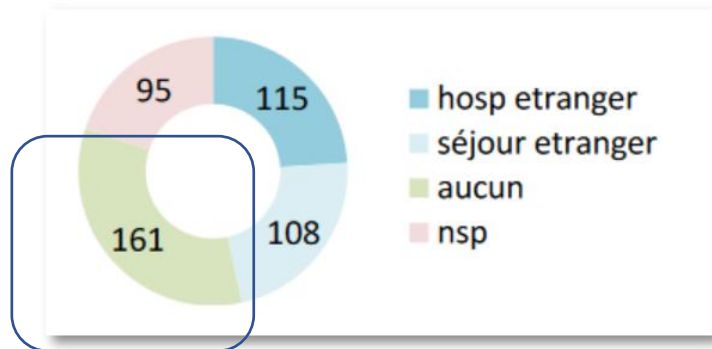 95
115
161
108
hosp etranger
séjour etranger
aucun
nsp